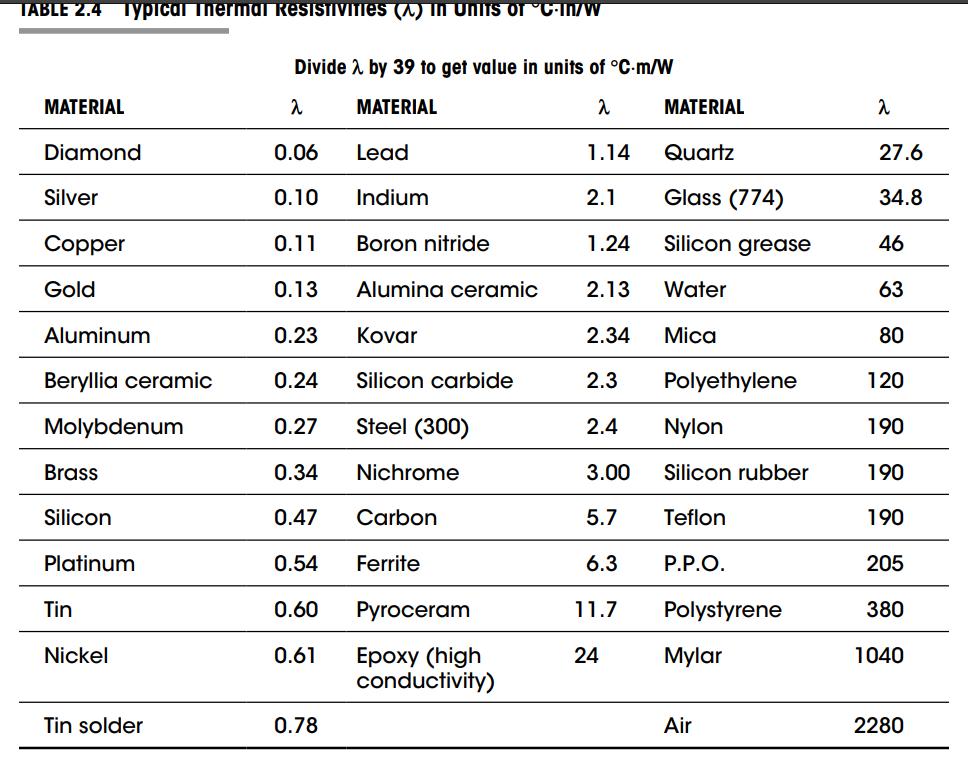 TABLE 2.4 Typical Thermal Resistivities (λ) in Units of °C·in/W
Divide λ by 39 to get value in units of °C·m/W
MATERIAL λ MATERIAL λ MATERIAL λ
Diamond 0.06 Lead 1.14 Quartz 27.6
Silver 0.10 Indium 2.1 Glass (774) 34.8
Copper 0.11 Boron nitride 1.24 Silicon grease 46
Gold 0.13 Alumina ceramic 2.13 Water 63
Aluminum 0.23 Kovar 2.34 Mica 80
Beryllia ceramic 0.24 Silicon carbide 2.3 Polyethylene 120
Molybdenum 0.27 Steel (300) 2.4 Nylon 190
Brass 0.34 Nichrome 3.00 Silicon rubber 190
Silicon 0.47 Carbon 5.7 Teflon 190
Platinum 0.54 Ferrite 6.3 P.P.O. 205
Tin 0.60 Pyroceram 11.7 Polystyrene 380
Nickel 0.61 Epoxy (high 24 Mylar 1040
conductivity)
Tin solder 0.78 Air 2280